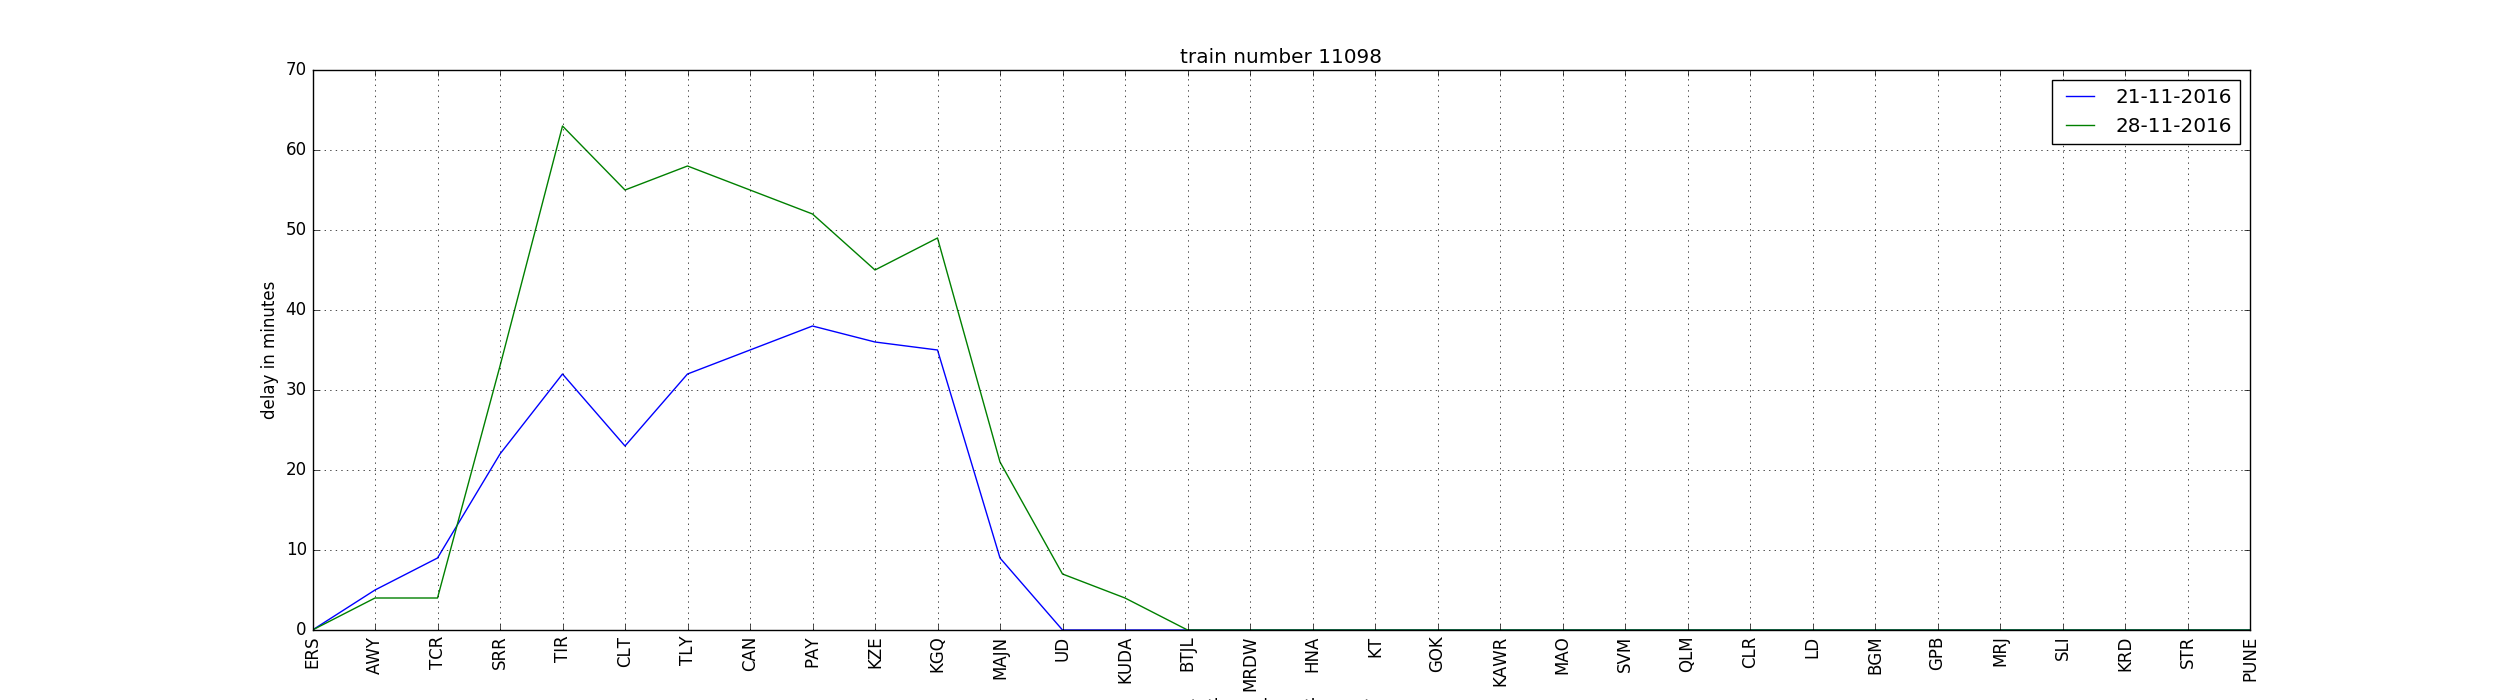 train number 11098
70
60
50
40
30
20
10
0
delay in minutes
21-11-2016
28-11-2016
ERS
AWY
TCR
SRR
TIR
CLT
TLY
CAN
PAY
KZE
KGQ
MAJN
UD
KUDA
BTJL
MRDW
HNA
KT
GOK
KAWR
MAO
SVM
QLM
CLR
LD
BGM
GPB
MRJ
SLI
KRD
STR
PUNE